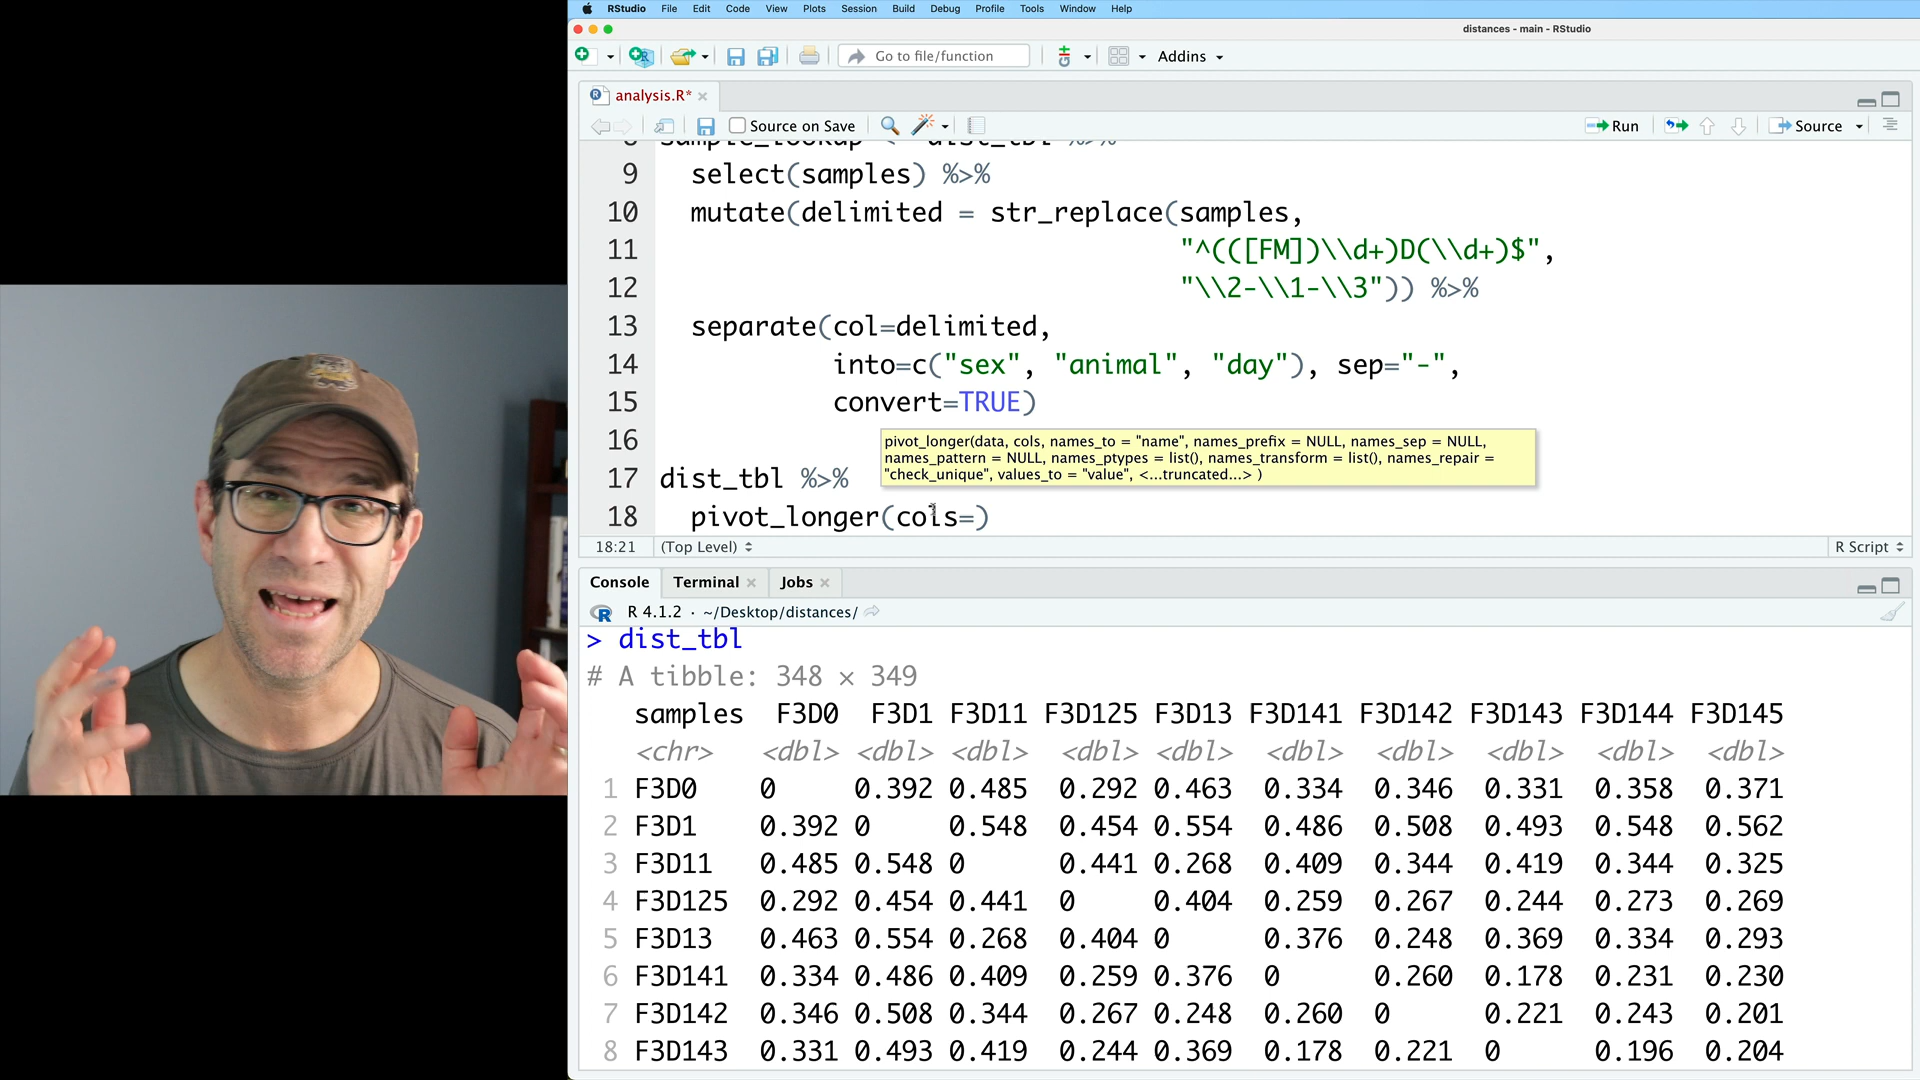 RStudio File Edit Code View Plots Session Build Debug Profile Tools Window Help
distances - main - RStudio
Go to file/function Addins
analysis.R*
Source on Save Run Source
8 sample_lookup <- dist_tbl %>%
9 select(samples) %>%
10 mutate(delimited = str_replace(samples,
11 "^(([FM])\\d+)D(\\d+)$",
12 "\\2-\\1-\\3")) %>%
13 separate(col=delimited,
14 into=c("sex", "animal", "day"), sep="-",
15 convert=TRUE)
16
pivot_longer(data, cols, names_to = "name", names_prefix = NULL, names_sep = NULL,
names_pattern = NULL, names_ptypes = list(), names_transform = list(), names_repair =
"check_unique", values_to = "value", <...truncated...> )
17 dist_tbl %>%
18 pivot_longer(cols=)
18:21 (Top Level) R Script
Console Terminal Jobs
R 4.1.2 · ~/Desktop/distances/
> dist_tbl
# A tibble: 348 × 349
samples F3D0 F3D1 F3D11 F3D125 F3D13 F3D141 F3D142 F3D143 F3D144 F3D145
<chr> <dbl> <dbl> <dbl> <dbl> <dbl> <dbl> <dbl> <dbl> <dbl> <dbl>
1 F3D0 0 0.392 0.485 0.292 0.463 0.334 0.346 0.331 0.358 0.371
2 F3D1 0.392 0 0.548 0.454 0.554 0.486 0.508 0.493 0.548 0.562
3 F3D11 0.485 0.548 0 0.441 0.268 0.409 0.344 0.419 0.344 0.325
4 F3D125 0.292 0.454 0.441 0 0.404 0.259 0.267 0.244 0.273 0.269
5 F3D13 0.463 0.554 0.268 0.404 0 0.376 0.248 0.369 0.334 0.293
6 F3D141 0.334 0.486 0.409 0.259 0.376 0 0.260 0.178 0.231 0.230
7 F3D142 0.346 0.508 0.344 0.267 0.248 0.260 0 0.221 0.243 0.201
8 F3D143 0.331 0.493 0.419 0.244 0.369 0.178 0.221 0 0.196 0.204